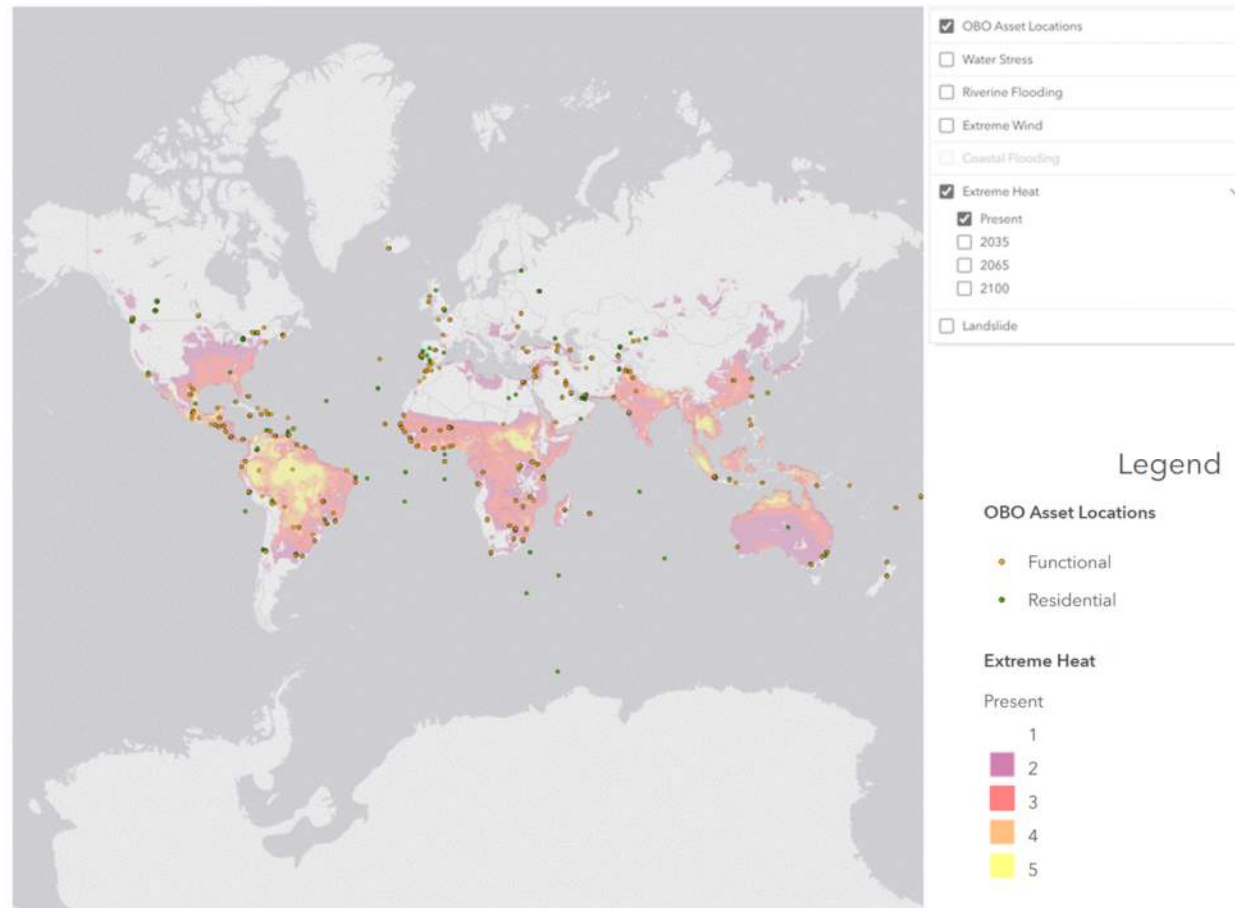 OBO Asset Locations
Water Stress
Riverine Flooding
Extreme Wind
Coastal Flooding
Extreme Heat
Present
2035
2065
2100
Landslide
Legend
OBO Asset Locations
Functional
Residential
Extreme Heat
Present
1
2
3
4
5